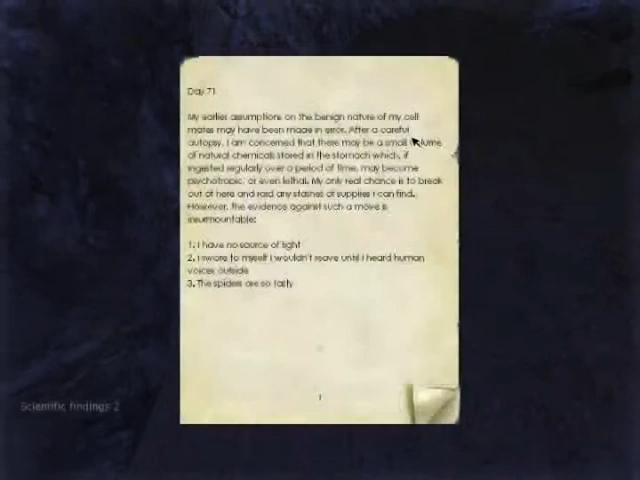 Day 71
My earlier assumptions on the benign nature of my cell
mates may have been made in error. After a careful
autopsy, I am concerned that there may be a small volume
of natural chemicals stored in the stomach which, if
ingested regularly over a period of time, may become
psychotropic, or even lethal. My only real chance is to break
out of here and raid any stashes of supplies I can find.
However, the evidence against such a move is
insurmountable:
1. I have no source of light
2. I swore to myself I wouldn't leave until I heard human
voices outside
3. The spiders are so tasty
1
Scientific findings 2